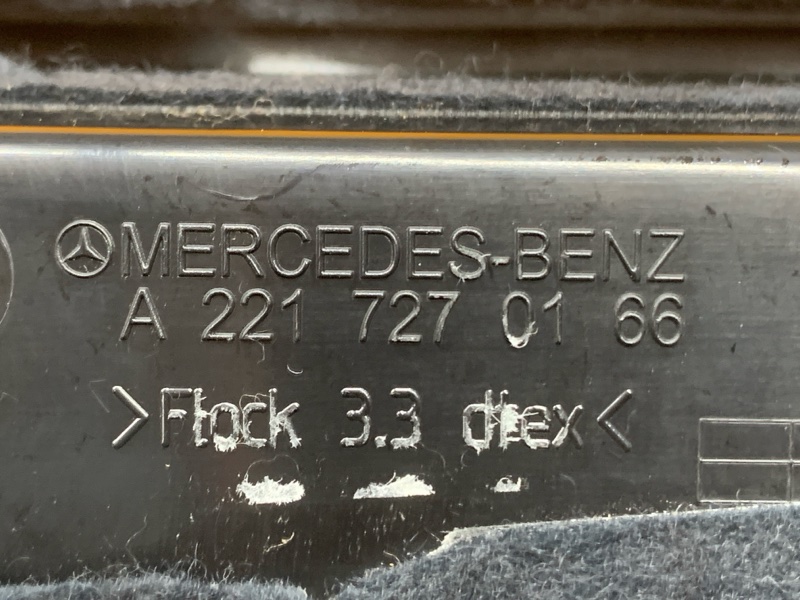 MERCEDES-BENZ
A 221 727 01 66
>Flock 3.3 dtex<